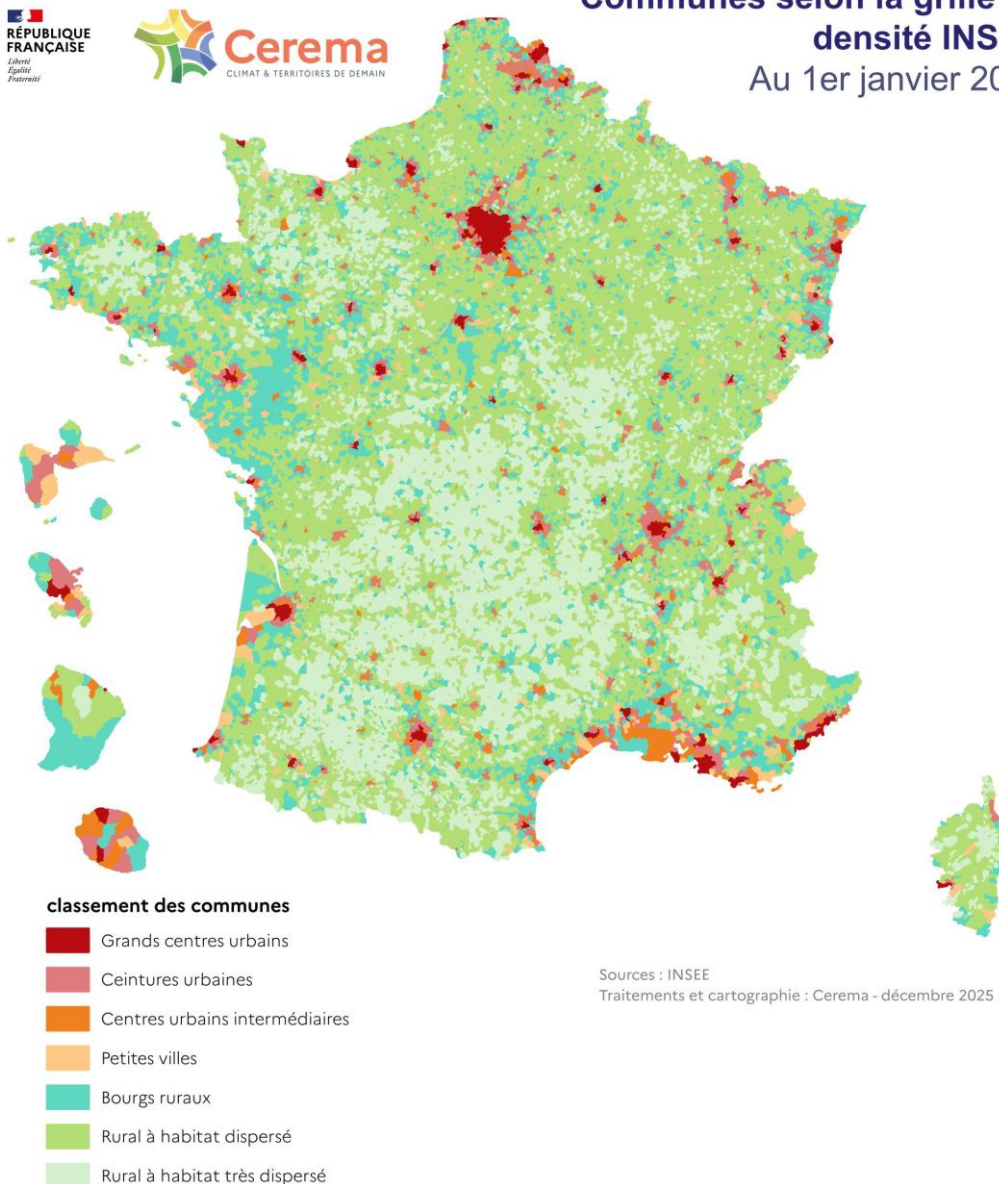 RÉPUBLIQUE
FRANÇAISE
Liberté
Égalité
Fraternité
Cerema
CLIMAT & TERRITOIRES DE DEMAIN
Communes selon la grille
densité INS
Au 1er janvier 20
classement des communes
Grands centres urbains
Ceintures urbaines
Centres urbains intermédiaires
Petites villes
Bourgs ruraux
Rural à habitat dispersé
Rural à habitat très dispersé
Sources : INSEE
Traitements et cartographie : Cerema - décembre 2025